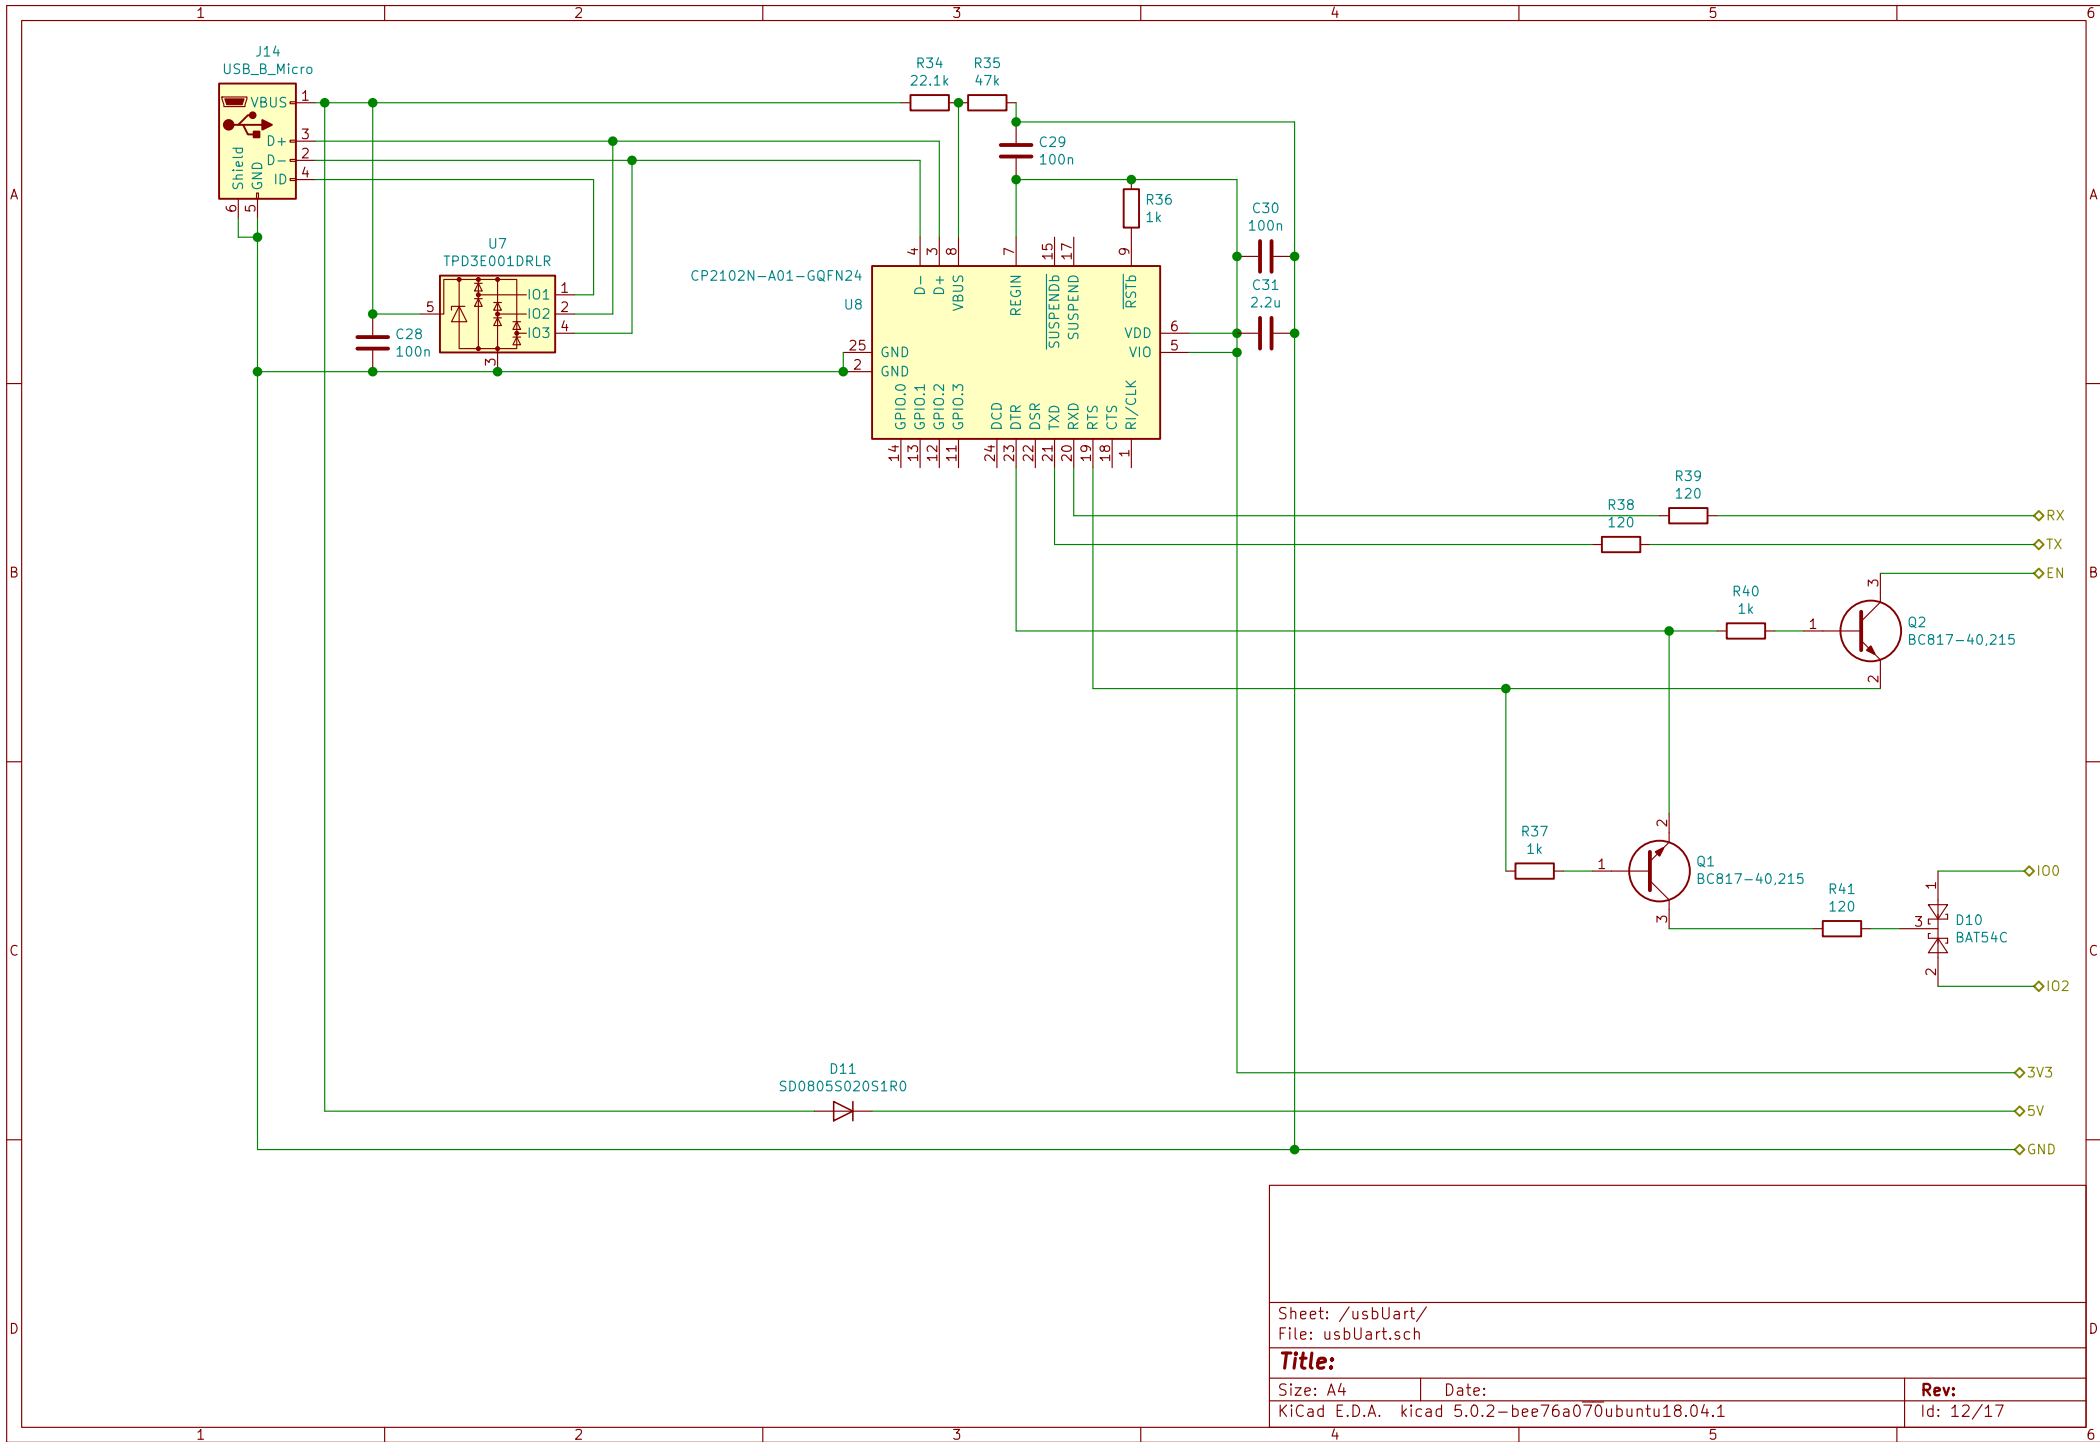 1 2 3 4 5 6
J14
USB_B_Micro
VBUS 1
D+ 3
D- 2
ID 4
Shield
GND
6 5
R34
22.1k
R35
47k
C29
100n
R36
1k
C30
100n
C31
2.2u
A A
U7
TPD3E001DRLR
5
IO1 1
IO2 2
IO3 4
3
C28
100n
CP2102N-A01-GQFN24
U8
4 3 8 7 15 17 9
D- D+ VBUS REGIN SUSPENDb SUSPEND RSTb
VDD 6
VIO 5
25 GND
2 GND
GPIO.0 GPIO.1 GPIO.2 GPIO.3 DCD DTR DSR TXD RXD RTS CTS RI/CLK
14 13 12 11 24 23 22 21 20 19 18 1
R39
120
R38
120
RX
TX
EN
B B
R40
1k
1
3
2
Q2
BC817-40,215
R37
1k
1
2
3
Q1
BC817-40,215
R41
120
1
3
2
D10
BAT54C
IO0
IO2
C C
D11
SD0805S020S1R0
3V3
5V
GND
D D
Sheet: /usbUart/
File: usbUart.sch
Title:
Size: A4 Date: Rev:
KiCad E.D.A. kicad 5.0.2-bee76a070ubuntu18.04.1 Id: 12/17
1 2 3 4 5 6